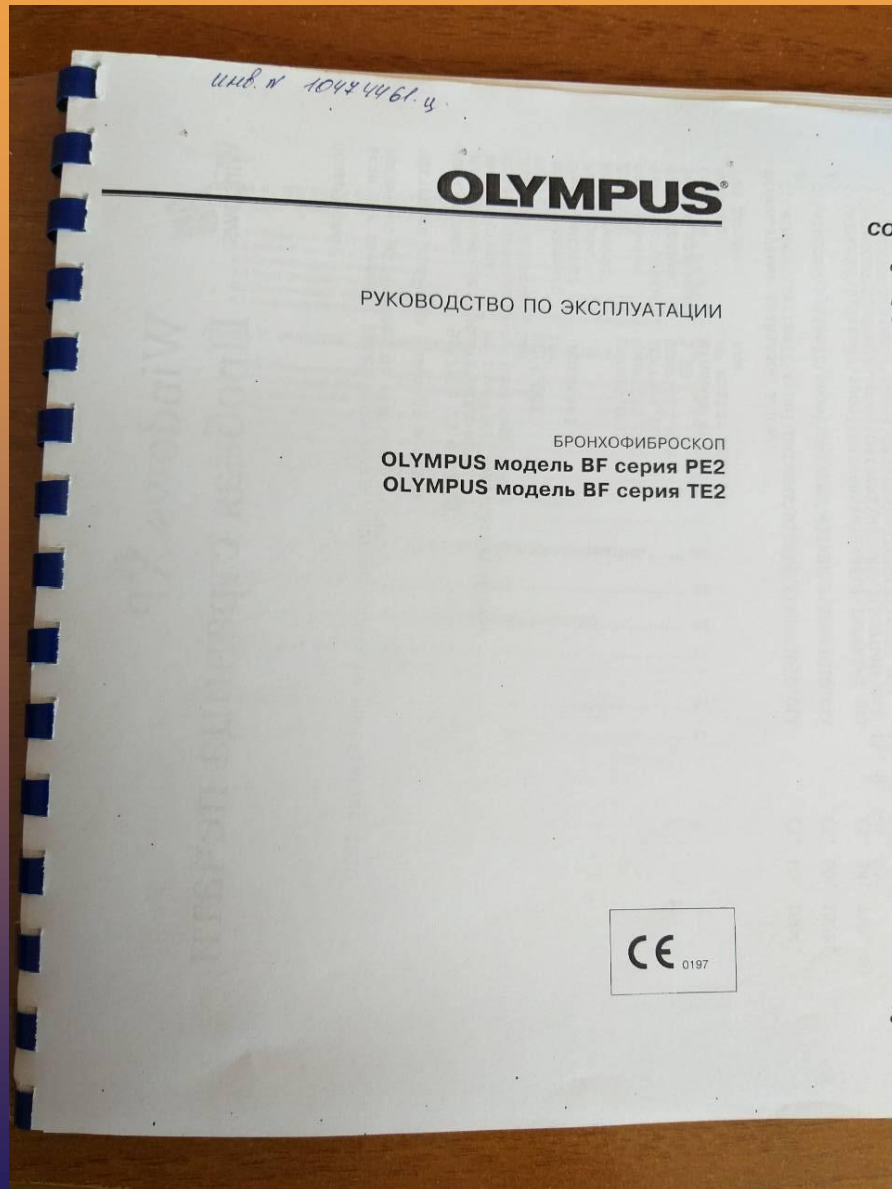 инв. N 10474461.ц.
OLYMPUS®
РУКОВОДСТВО ПО ЭКСПЛУАТАЦИИ
БРОНХОФИБРОСКОП
OLYMPUS модель BF серия PE2
OLYMPUS модель BF серия TE2
CE 0197
СО